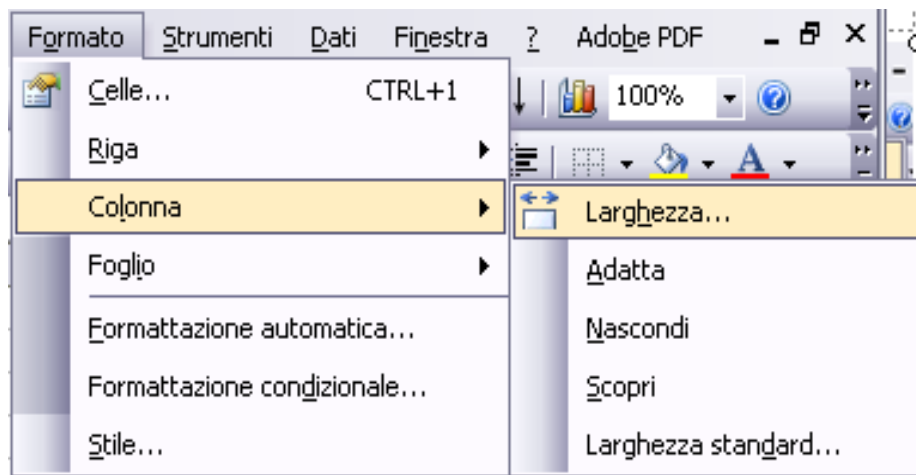 Formato Strumenti Dati Finestra ? Adobe PDF
Celle... CTRL+1
100%
Riga
Colonna
Larghezza...
Foglio
Adatta
Formattazione automatica...
Nascondi
Formattazione condizionale...
Scopri
Stile...
Larghezza standard...